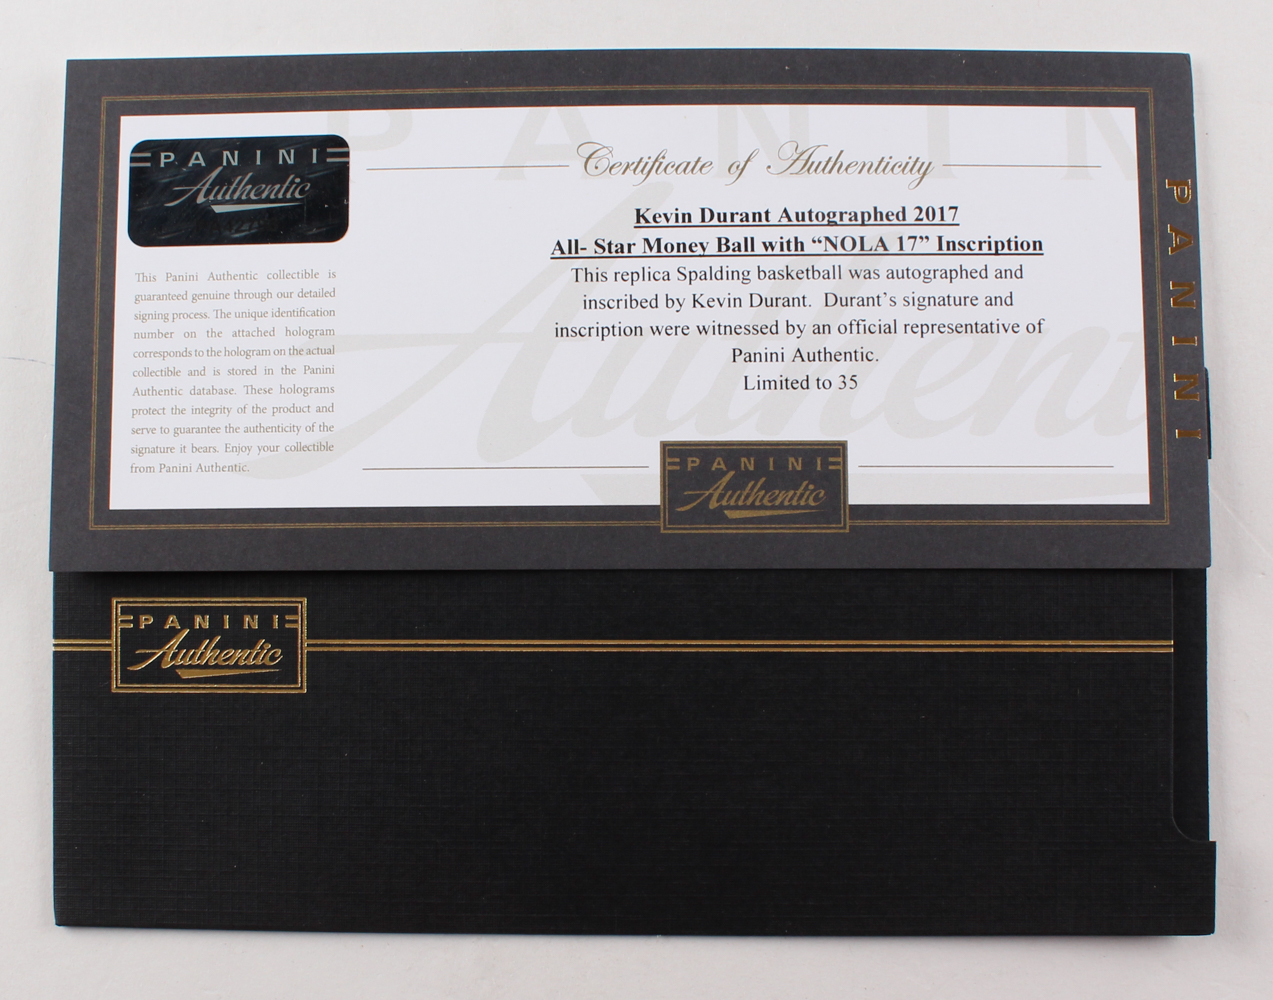 PANINI
Authentic
Certificate of Authenticity
Kevin Durant Autographed 2017
All- Star Money Ball with “NOLA 17” Inscription
This replica Spalding basketball was autographed and
inscribed by Kevin Durant.  Durant’s signature and
inscription were witnessed by an official representative of
Panini Authentic.
Limited to 35
This Panini Authentic collectible is
guaranteed genuine through our detailed
signing process. The unique identification
number on the attached hologram
corresponds to the hologram on the actual
collectible and is stored in the Panini
Authentic database. These holograms
protect the integrity of the product and
serve to guarantee the authenticity of the
signature it bears. Enjoy your collectible
from Panini Authentic.
PANINI
Authentic
PANINI
PANINI
Authentic
PANIN
Authent